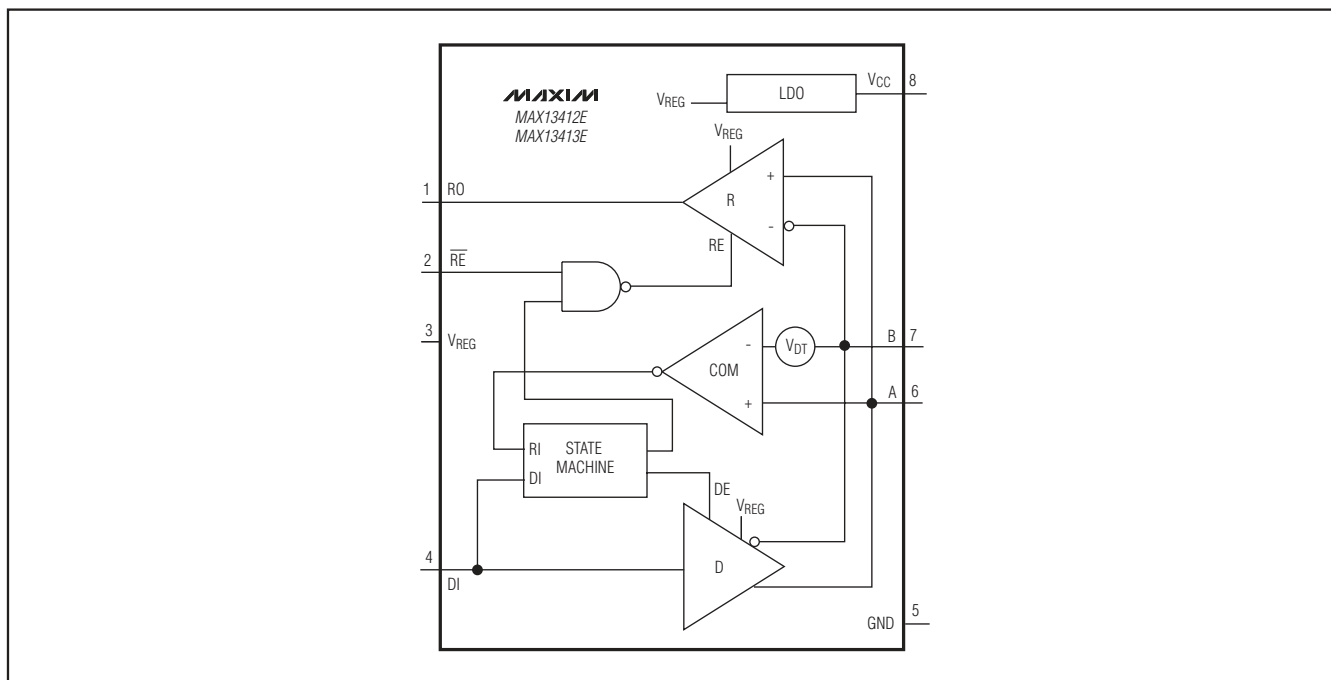 MAXIM
MAX13412E
MAX13413E
VREG
LDO
VCC
8
VREG
1
RO
R
+
-
RE
2
RE
3
VREG
COM
-
+
VDT
B
7
A
6
RI
DI
STATE
MACHINE
DE
VREG
D
4
DI
GND
5